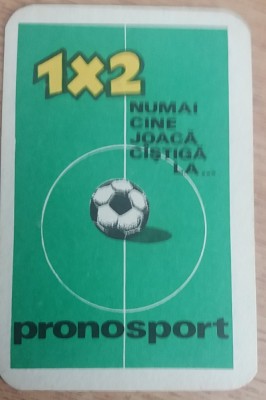 1X2
NUMAI
CINE
JOACĂ
CÎȘTIGĂ
LA...
pronosport